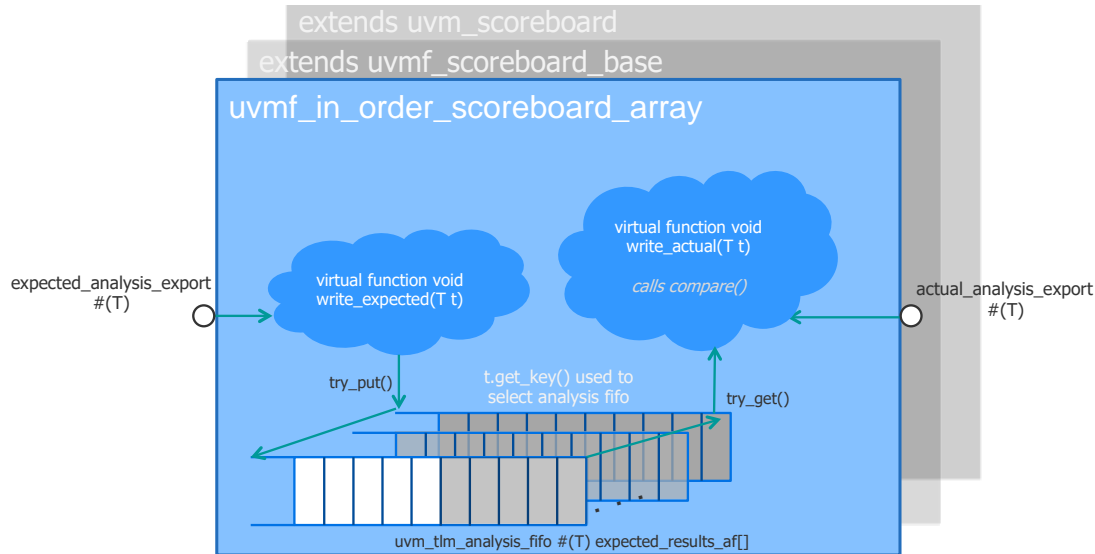 extends uvm_scoreboard
extends uvmf_scoreboard_base
uvmf_in_order_scoreboard_array
virtual function void
write_actual(T t)
calls compare()
virtual function void
write_expected(T t)
expected_analysis_export
#(T)
actual_analysis_export
#(T)
try_put()
t.get_key() used to
select analysis fifo
try_get()
uvm_tlm_analysis_fifo #(T) expected_results_af[]